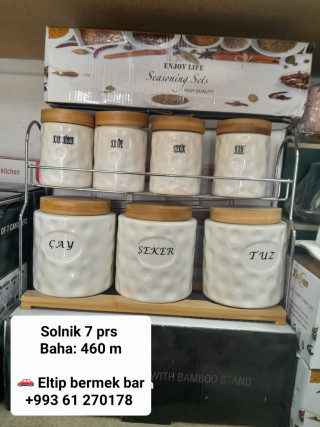 ENJOY LIFE
Seasoning Sets
HIGH QUALITY
kitchen
ÇAY
ŞEKER
TUZ
WITH BAMBOO STAND
Solnik 7 prs
Baha: 460 m
🚗 Eltip bermek bar
+993 61 270178